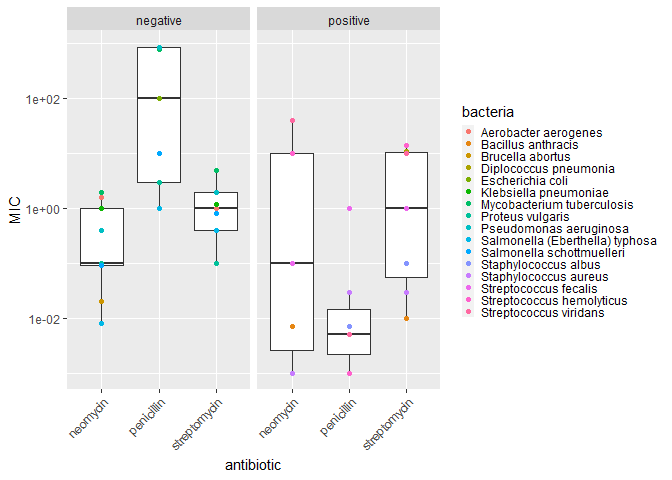 negative
positive
MIC
1e+02
1e+00
1e-02
neomycin
penicillin
streptomycin
neomycin
penicillin
streptomycin
antibiotic
bacteria
Aerobacter aerogenes
Bacillus anthracis
Brucella abortus
Diplococcus pneumonia
Escherichia coli
Klebsiella pneumoniae
Mycobacterium tuberculosis
Proteus vulgaris
Pseudomonas aeruginosa
Salmonella (Eberthella) typhosa
Salmonella schottmuelleri
Staphylococcus albus
Staphylococcus aureus
Streptococcus fecalis
Streptococcus hemolyticus
Streptococcus viridans